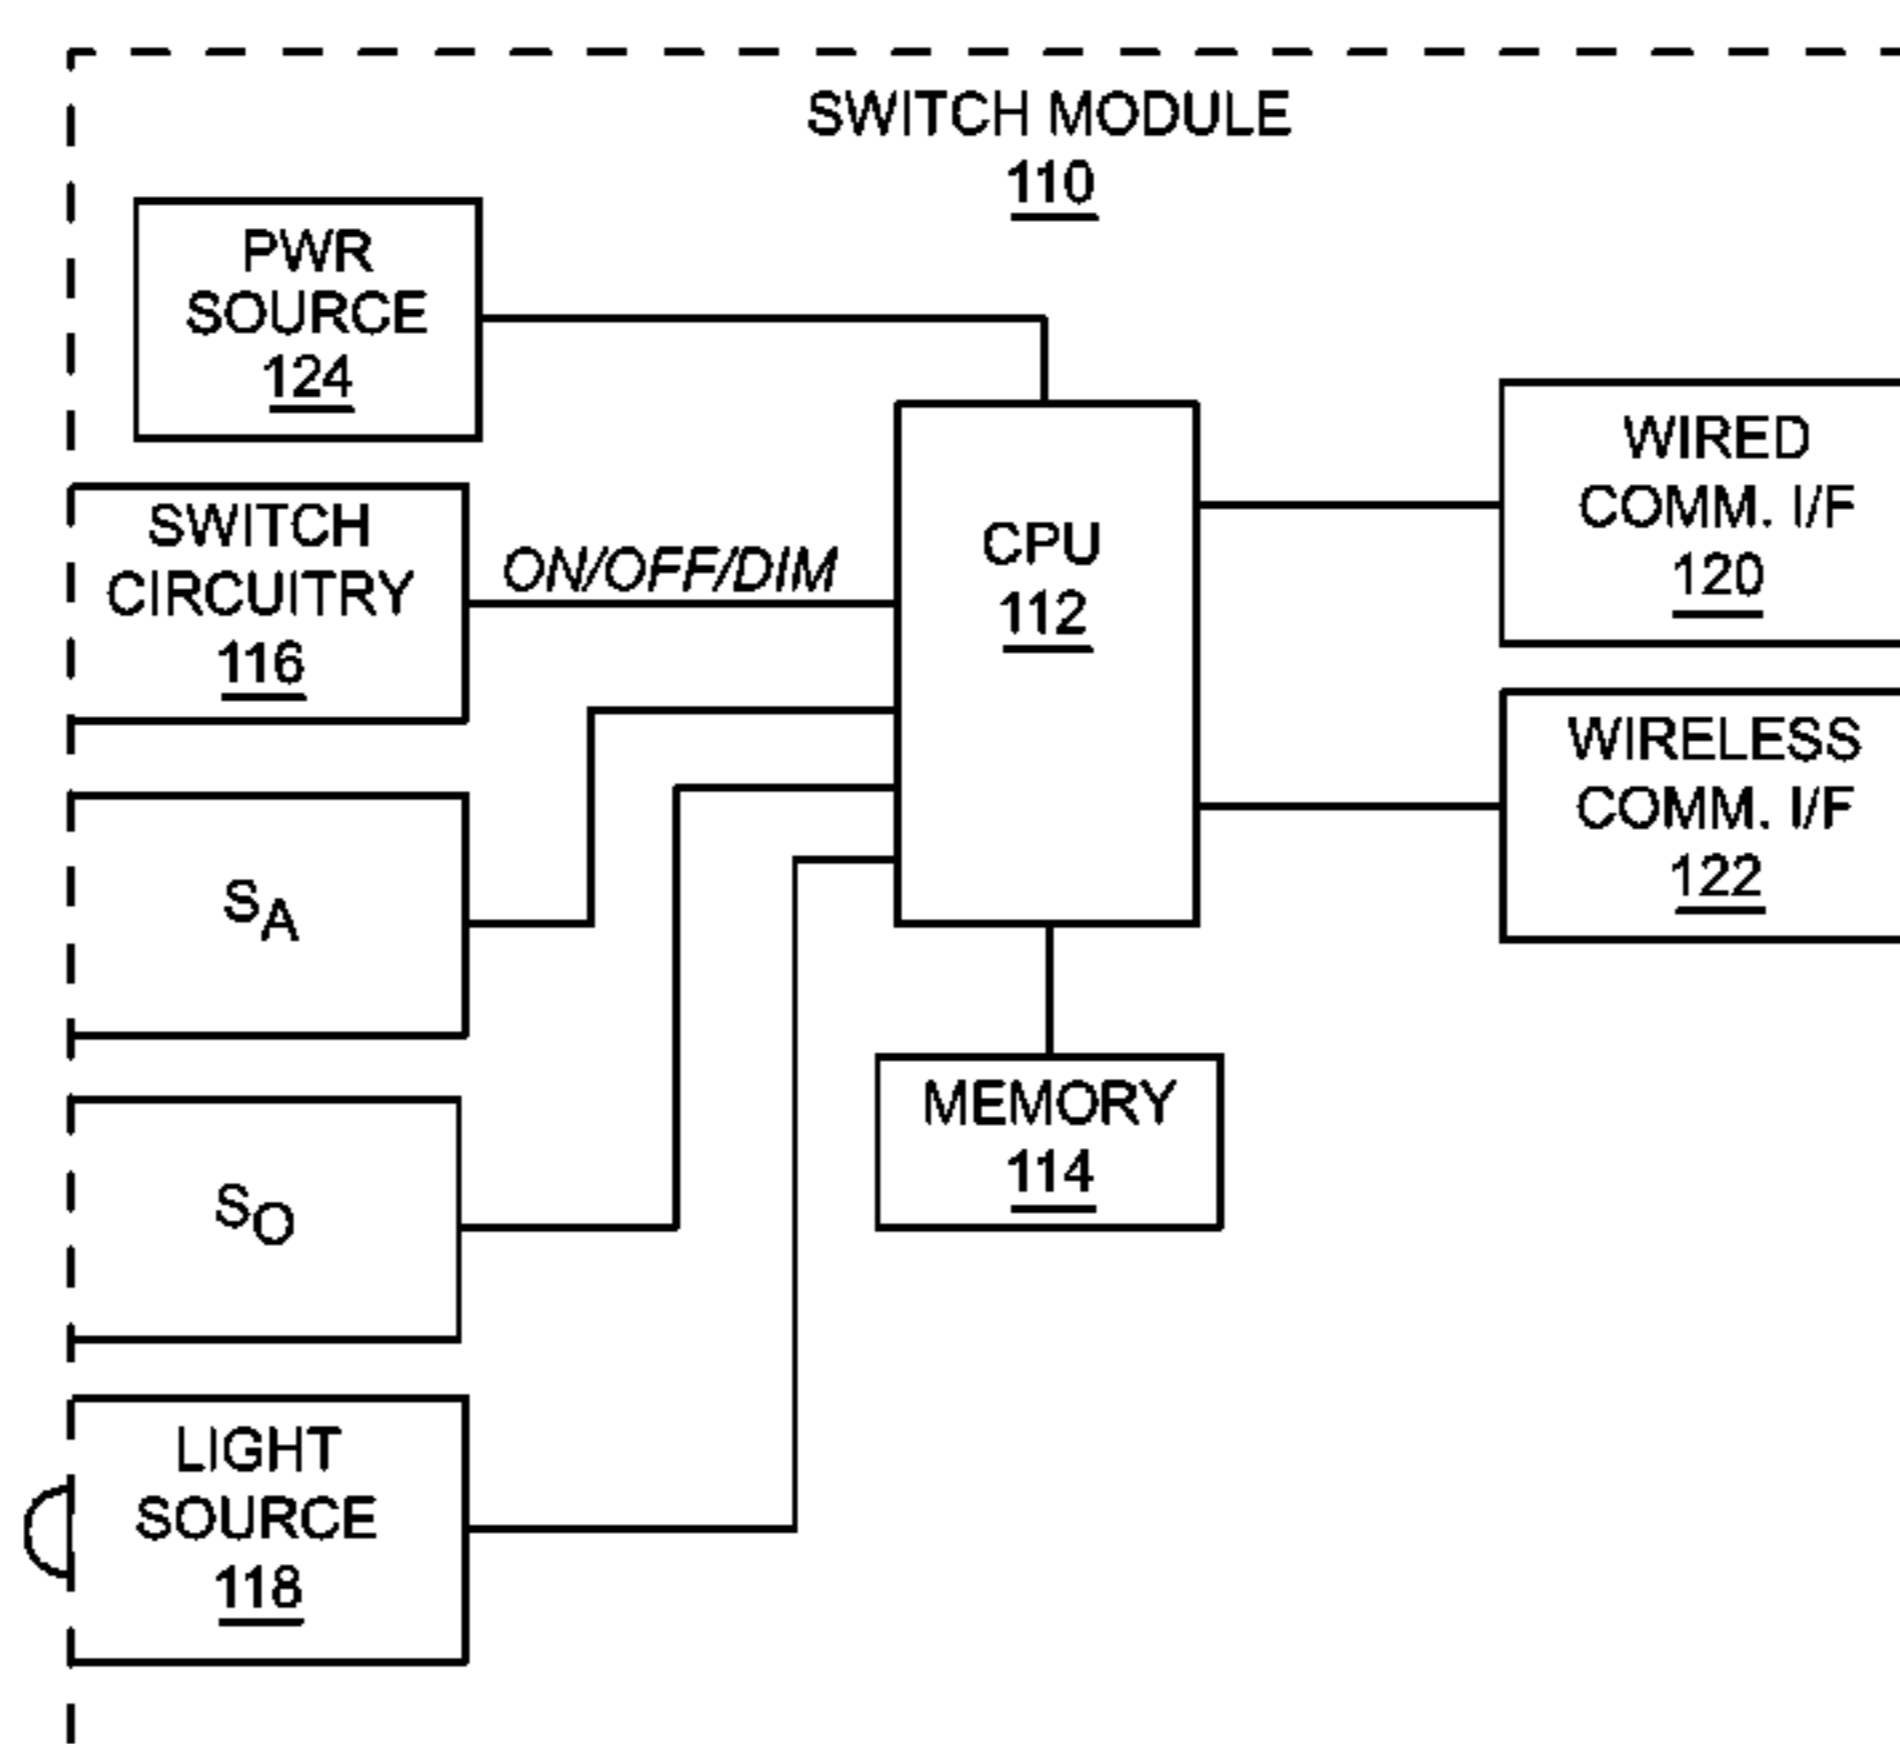 SWITCH MODULE
110
PWR
SOURCE
124
SWITCH
CIRCUITRY
116
ON/OFF/DIM
CPU
112
WIRED
COMM. I/F
120
WIRELESS
COMM. I/F
122
SA
MEMORY
114
SO
LIGHT
SOURCE
118